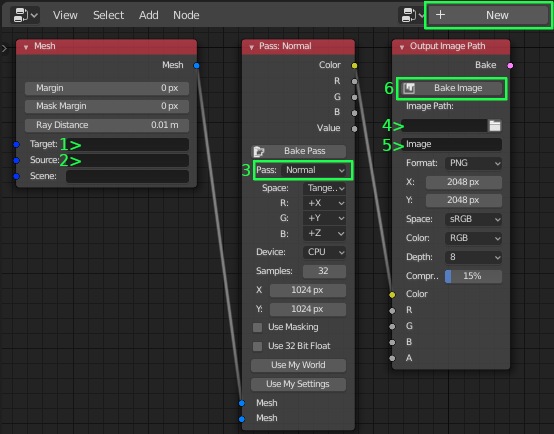 View Select Add Node + New
Mesh
Mesh
Margin 0 px
Mask Margin 0 px
Ray Distance 0.01 m
Target: 1>
Source: 2>
Scene:
Pass: Normal
Color
R
G
B
Value
Bake Pass
3 Pass: Normal
Space: Tange..
R: +X
G: +Y
B: +Z
Device: CPU
Samples: 32
X 1024 px
Y: 1024 px
Use Masking
Use 32 Bit Float
Use My World
Use My Settings
Mesh
Mesh
Output Image Path
Bake
6 Bake Image
Image Path:
4>
5> Image
Format: PNG
X: 2048 px
Y: 2048 px
Space: sRGB
Color: RGB
Depth: 8
Compr.. 15%
Color
R
G
B
A